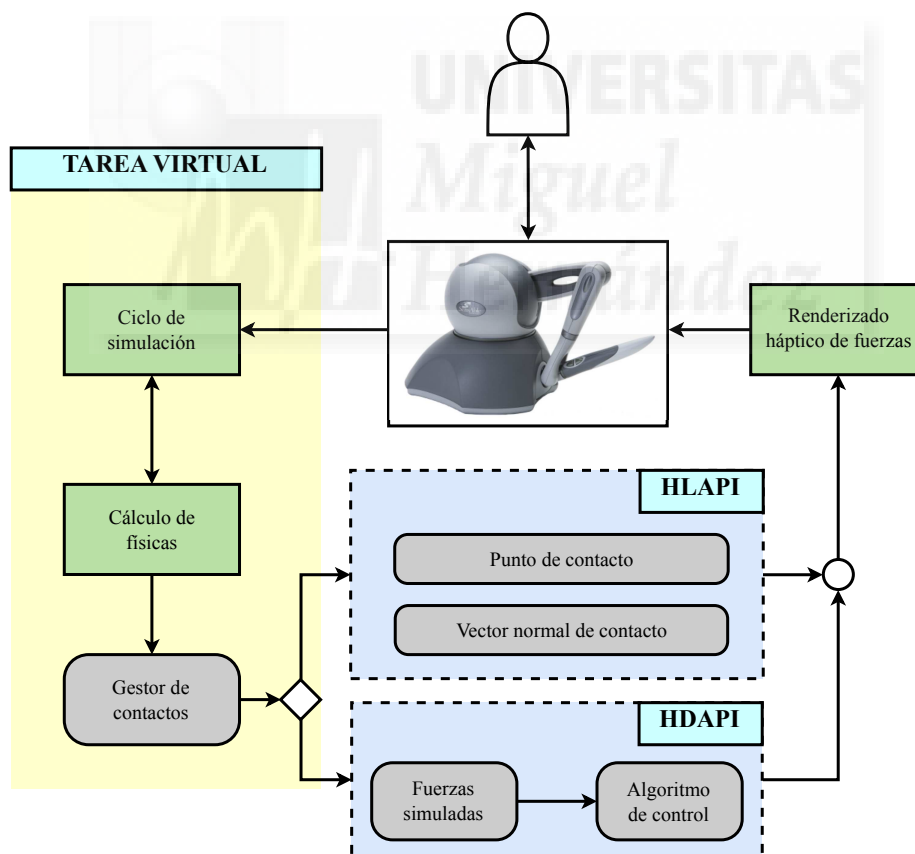 UNIVERSITAS
Miguel
Hernández
TAREA VIRTUAL
Ciclo de
simulación
Renderizado
háptico de fuerzas
HLAPI
Cálculo de
físicas
Punto de contacto
Vector normal de contacto
Gestor de
contactos
HDAPI
Fuerzas
simuladas
Algoritmo
de control